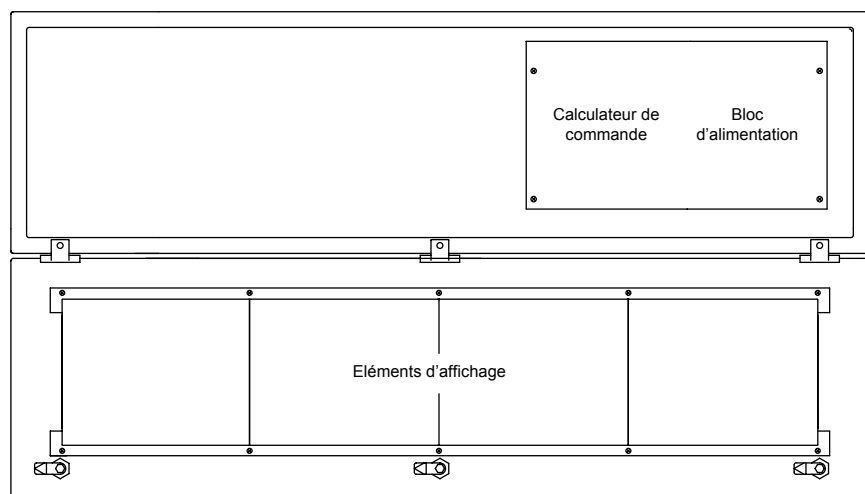 Calculateur de
commande
Bloc
d’alimentation
Eléments d’affichage